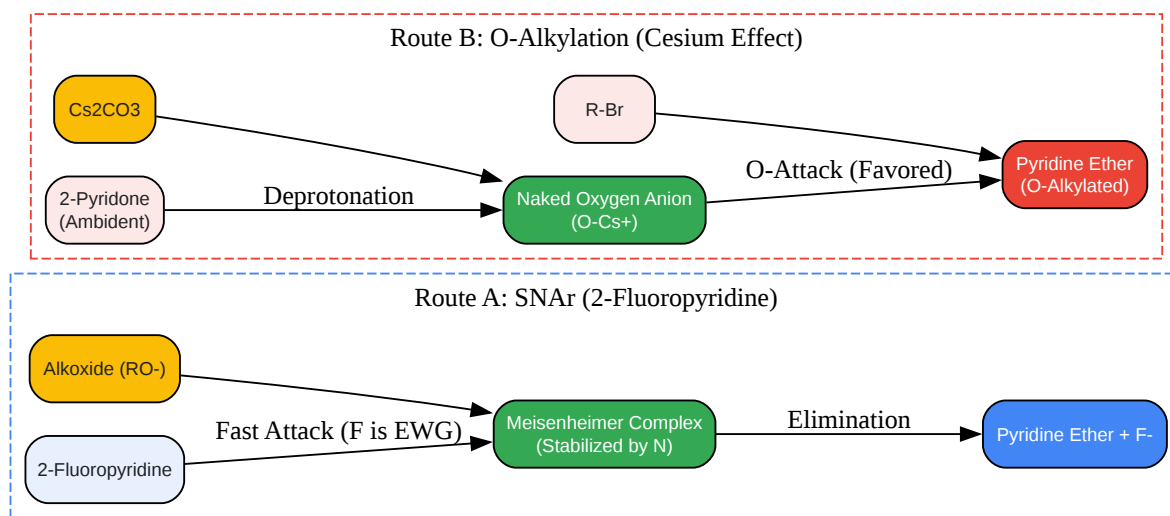 Route B: O-Alkylation (Cesium Effect)
Cs2CO3
R-Br
2-Pyridone
(Ambident)
Deprotonation
Naked Oxygen Anion
(O-Cs+)
O-Attack (Favored)
Pyridine Ether
(O-Alkylated)
Route A: SNAr (2-Fluoropyridine)
Alkoxide (RO-)
2-Fluoropyridine
Fast Attack (F is EWG)
Meisenheimer Complex
(Stabilized by N)
Elimination
Pyridine Ether + F-